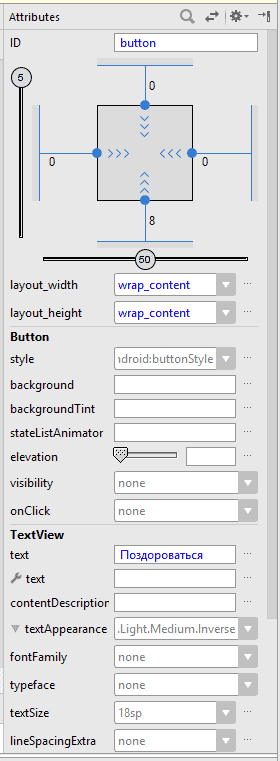 Attributes
ID button
5
0
0 0
8
50
layout_width wrap_content
layout_height wrap_content
Button
style ndroid:buttonStyle
background
backgroundTint
stateListAnimator
elevation
visibility none
onClick none
TextView
text Поздороваться
text
contentDescription
textAppearance .Light.Medium.Inverse
fontFamily none
typeface none
textSize 18sp
lineSpacingExtra none